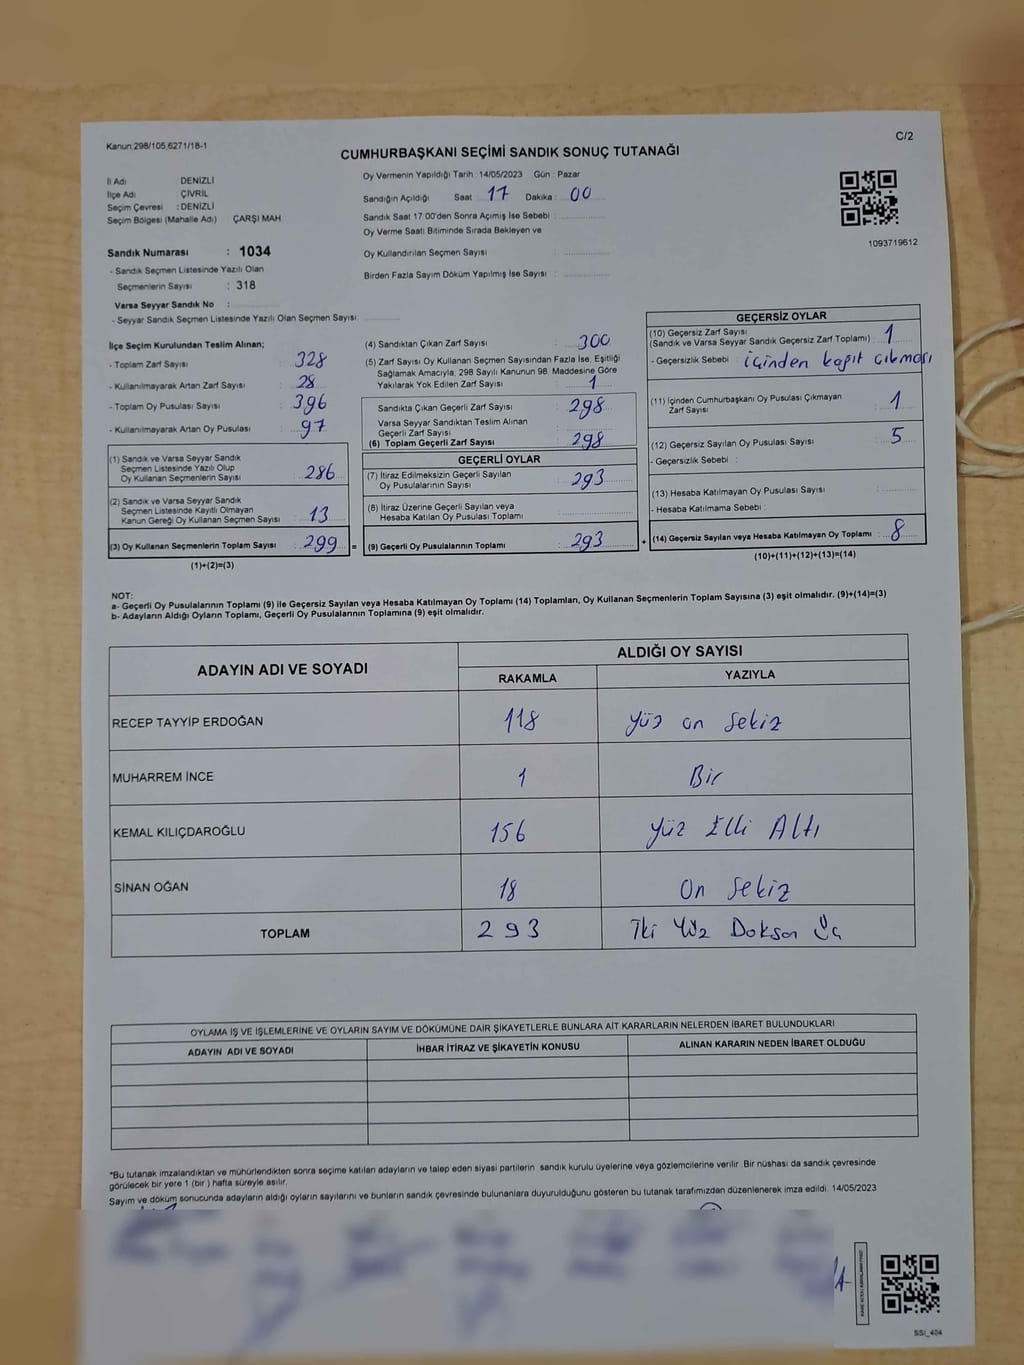 Kanun:298/105,6271/18-1
C/2
CUMHURBAŞKANI SEÇİMİ SANDIK SONUÇ TUTANAĞI
İl Adı : DENİZLİ
İlçe Adı : ÇİVRİL
Seçim Çevresi : DENİZLİ
Seçim Bölgesi (Mahalle Adı) ÇARŞI MAH
Sandık Numarası : 1034
- Sandık Seçmen Listesinde Yazılı Olan
Seçmenlerin Sayısı : 318
Varsa Seyyar Sandık No :
- Seyyar Sandık Seçmen Listesinde Yazılı Olan Seçmen Sayısı:
Oy Vermenin Yapıldığı Tarih : 14/05/2023 Gün : Pazar
Sandığın Açıldığı Saat : 17 Dakika : 00
Sandık Saat 17:00'den Sonra Açımış İse Sebebi :
Oy Verme Saati Bitiminde Sırada Bekleyen ve
Oy Kullandırılan Seçmen Sayısı :
Birden Fazla Sayım Döküm Yapılmış İse Sayısı :
1093719612
İlçe Seçim Kurulundan Teslim Alınan;
- Toplam Zarf Sayısı : 328
- Kullanılmayarak Artan Zarf Sayısı : 28
- Toplam Oy Pusulası Sayısı : 396
- Kullanılmayarak Artan Oy Pusulası : 97
(1) Sandık ve Varsa Seyyar Sandık
Seçmen Listesinde Yazılı Olup
Oy Kullanan Seçmenlerin Sayısı : 286
(2) Sandık ve Varsa Seyyar Sandık
Seçmen Listesinde Kayıtlı Olmayan
Kanun Gereği Oy Kullanan Seçmen Sayısı : 13
(3) Oy Kullanan Seçmenlerin Toplam Sayısı : 299 =
(1)+(2)=(3)
(4) Sandıktan Çıkan Zarf Sayısı : 300
(5) Zarf Sayısı Oy Kullanan Seçmen Sayısından Fazla İse, Eşitliği
Sağlamak Amacıyla; 298 Sayılı Kanunun 98. Maddesine Göre
Yakılarak Yok Edilen Zarf Sayısı : 1
Sandıkta Çıkan Geçerli Zarf Sayısı : 298
Varsa Seyyar Sandıktan Teslim Alınan
Geçerli Zarf Sayısı :
(6) Toplam Geçerli Zarf Sayısı : 298
GEÇERLİ OYLAR
(7) İtiraz Edilmeksizin Geçerli Sayılan
Oy Pusulalarının Sayısı : 293
(8) İtiraz Üzerine Geçerli Sayılan veya
Hesaba Katılan Oy Pusulası Toplamı :
(9) Geçerli Oy Pusulalarının Toplamı : 293 +
GEÇERSİZ OYLAR
(10) Geçersiz Zarf Sayısı
(Sandık ve Varsa Seyyar Sandık Geçersiz Zarf Toplamı) : 1
- Geçersizlik Sebebi : içinden kağıt çıkması
(11) İçinden Cumhurbaşkanı Oy Pusulası Çıkmayan
Zarf Sayısı : 1
(12) Geçersiz Sayılan Oy Pusulası Sayısı : 5
- Geçersizlik Sebebi :
(13) Hesaba Katılmayan Oy Pusulası Sayısı :
- Hesaba Katılmama Sebebi :
(14) Geçersiz Sayılan veya Hesaba Katılmayan Oy Toplamı : 8
(10)+(11)+(12)+(13)=(14)
NOT:
a- Geçerli Oy Pusulalarının Toplamı (9) ile Geçersiz Sayılan veya Hesaba Katılmayan Oy Toplamı (14) Toplamları, Oy Kullanan Seçmenlerin Toplam Sayısına (3) eşit olmalıdır. (9)+(14)=(3)
b- Adayların Aldığı Oyların Toplamı, Geçerli Oy Pusulalarının Toplamına (9) eşit olmalıdır.
ADAYIN ADI VE SOYADI ALDIĞI OY SAYISI
RAKAMLA YAZIYLA
RECEP TAYYİP ERDOĞAN 118 Yüz on Sekiz
MUHARREM İNCE 1 Bir
KEMAL KILIÇDAROĞLU 156 Yüz Elli Altı
SİNAN OĞAN 18 On Sekiz
TOPLAM 293 İki Yüz Doksan Üç
OYLAMA İŞ VE İŞLEMLERİNE VE OYLARIN SAYIM VE DÖKÜMÜNE DAİR ŞİKAYETLERLE BUNLARA AİT KARARLARIN NELERDEN İBARET BULUNDUKLARI
ADAYIN ADI VE SOYADI İHBAR İTİRAZ VE ŞİKAYETİN KONUSU ALINAN KARARIN NEDEN İBARET OLDUĞU
*Bu tutanak imzalandıktan ve mühürlendikten sonra seçime katılan adayların ve talep eden siyasi partilerin sandık kurulu üyelerine veya gözlemcilerine verilir. Bir nüshası da sandık çevresinde
görülecek bir yere 1 (bir ) hafta süreyle asılır.
Sayım ve döküm sonucunda adayların aldığı oyların sayılarını ve bunların sandık çevresinde bulunanlara duyurulduğunu gösteren bu tutanak tarafımızdan düzenlenerek imza edildi. 14/05/2023
SSI_404